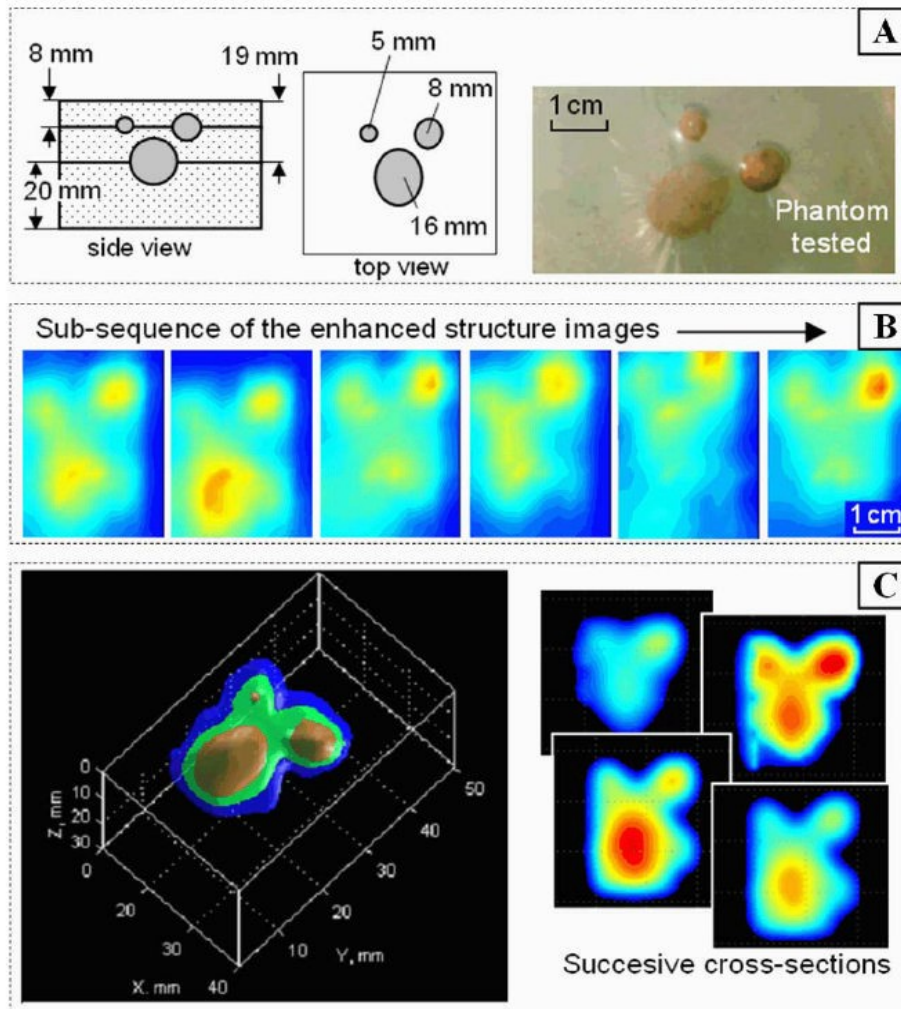 A
8 mm
19 mm
20 mm
side view
5 mm
8 mm
16 mm
top view
1 cm
Phantom
tested
B
Sub-sequence of the enhanced structure images
1 cm
C
0
10
20
30
Z, mm
0
20
30
40
X. mm
10
20
30
40
50
Y, mm
Succesive cross-sections